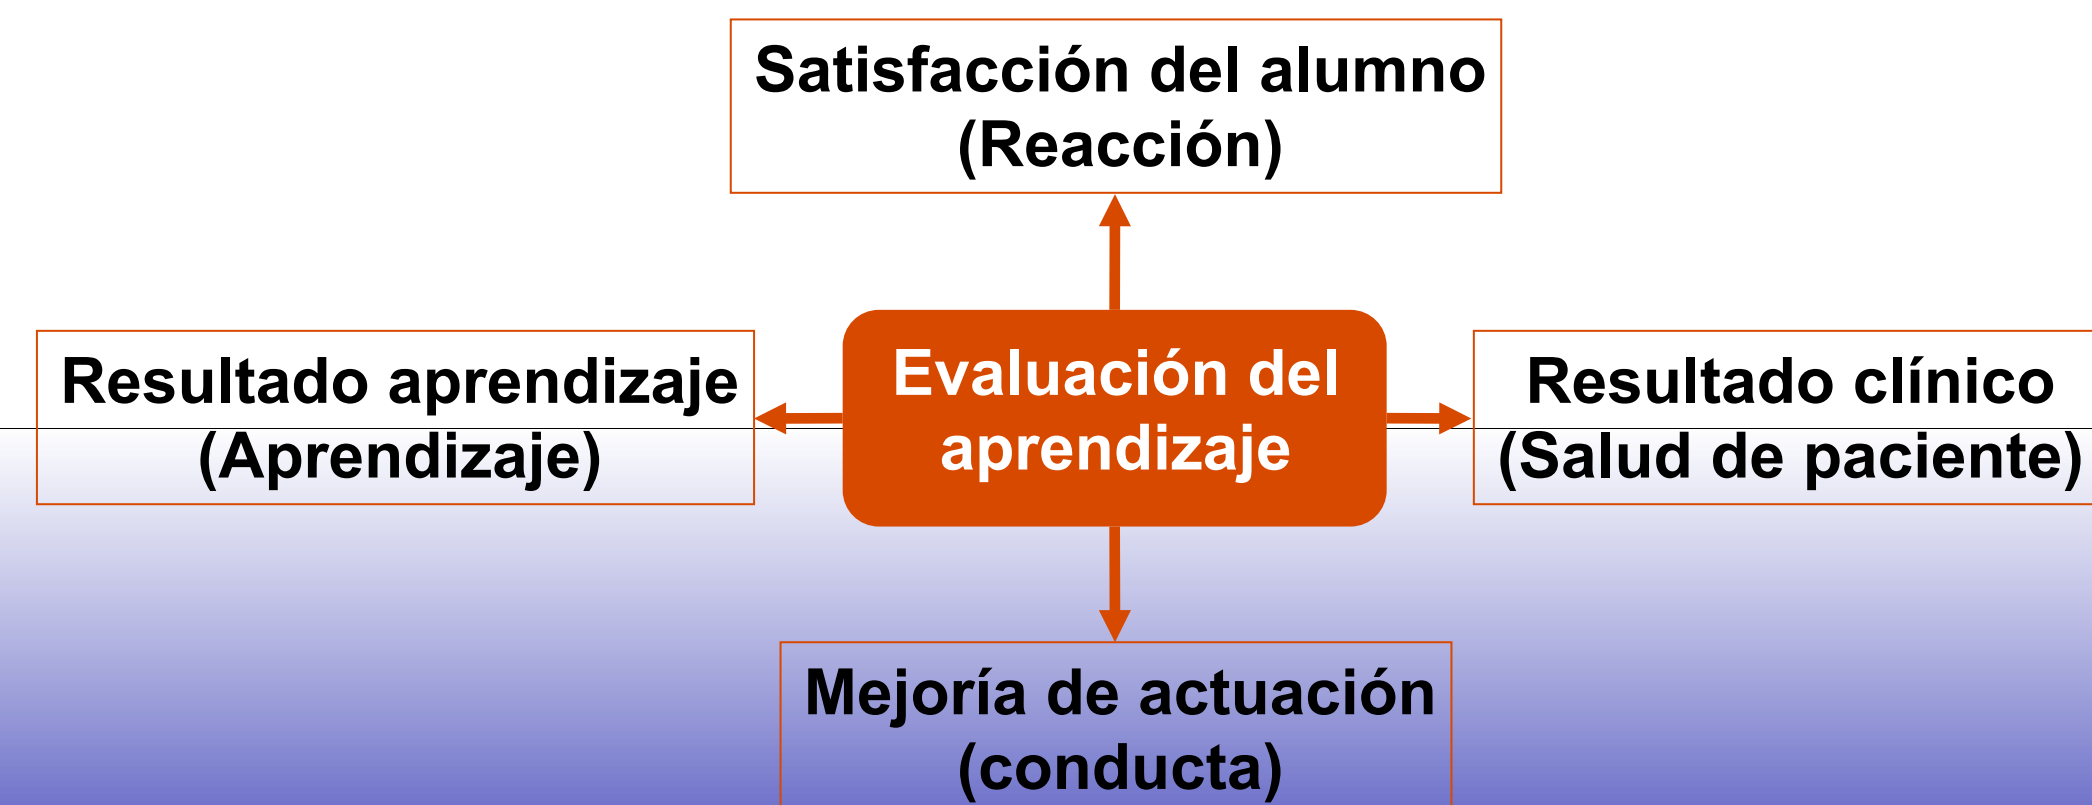 Satisfacción del alumno
(Reacción)
Resultado aprendizaje
(Aprendizaje)
Evaluación del
aprendizaje
Resultado clínico
(Salud de paciente)
Mejoría de actuación
(conducta)